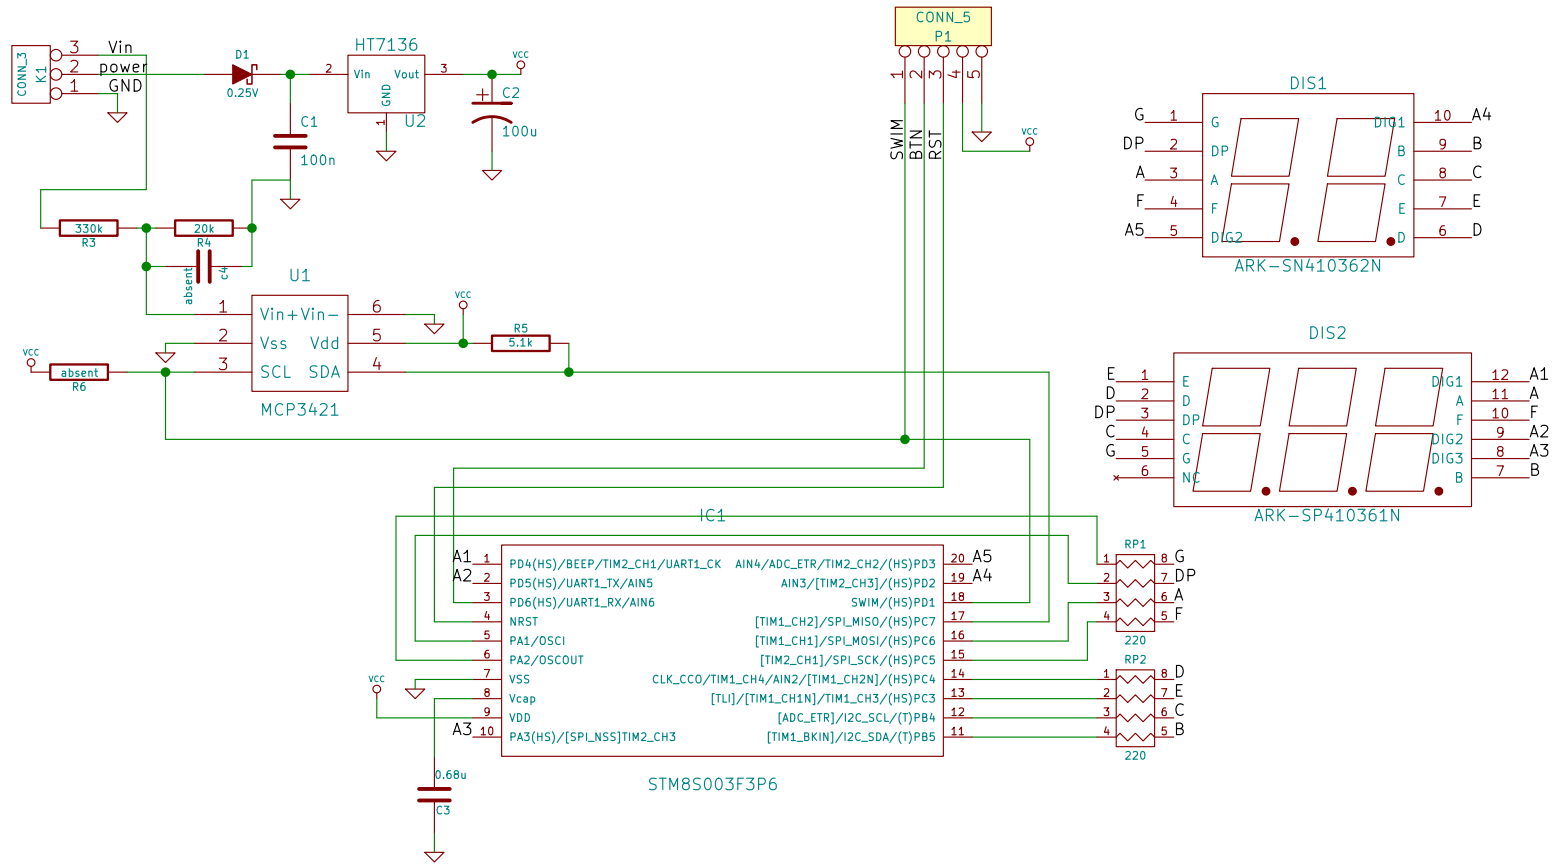 CONN_3
K1
3
Vin
2
power
1
GND
D1
0.25V
HT7136
2
Vin
Vout
3
GND
1
U2
VCC
C1
100n
C2
100u
CONN_5
P1
1
2
3
4
5
SWIM
BTN
RST
VCC
330k
R3
20k
R4
absent
c4
U1
1
Vin+
Vin-
6
2
Vss
Vdd
5
3
SCL
SDA
4
MCP3421
VCC
absent
R6
VCC
R5
5.1k
DIS1
G
1
G
DIG1
10
A4
DP
2
DP
B
9
B
A
3
A
C
8
C
F
4
F
E
7
E
A5
5
DIG2
D
6
D
ARK-SN410362N
DIS2
E
1
E
DIG1
12
A1
D
2
D
A
11
A
DP
3
DP
F
10
F
C
4
C
DIG2
9
A2
G
5
G
DIG3
8
A3
6
NC
B
7
B
ARK-SP410361N
IC1
A1
1
PD4(HS)/BEEP/TIM2_CH1/UART1_CK
AIN4/ADC_ETR/TIM2_CH2/(HS)PD3
20
A5
A2
2
PD5(HS)/UART1_TX/AIN5
AIN3/[TIM2_CH3]/(HS)PD2
19
A4
3
PD6(HS)/UART1_RX/AIN6
SWIM/(HS)PD1
18
4
NRST
[TIM1_CH2]/SPI_MISO/(HS)PC7
17
5
PA1/OSCI
[TIM1_CH1]/SPI_MOSI/(HS)PC6
16
6
PA2/OSCOUT
[TIM2_CH1]/SPI_SCK/(HS)PC5
15
7
VSS
CLK_CCO/TIM1_CH4/AIN2/[TIM1_CH2N]/(HS)PC4
14
8
Vcap
[TLI]/[TIM1_CH1N]/TIM1_CH3/(HS)PC3
13
9
VDD
[ADC_ETR]/I2C_SCL/(T)PB4
12
A3
10
PA3(HS)/[SPI_NSS]TIM2_CH3
[TIM1_BKIN]/I2C_SDA/(T)PB5
11
STM8S003F3P6
VCC
0.68u
C3
RP1
1
8
G
2
7
DP
3
6
A
4
5
F
220
RP2
1
8
D
2
7
E
3
6
C
4
5
B
220